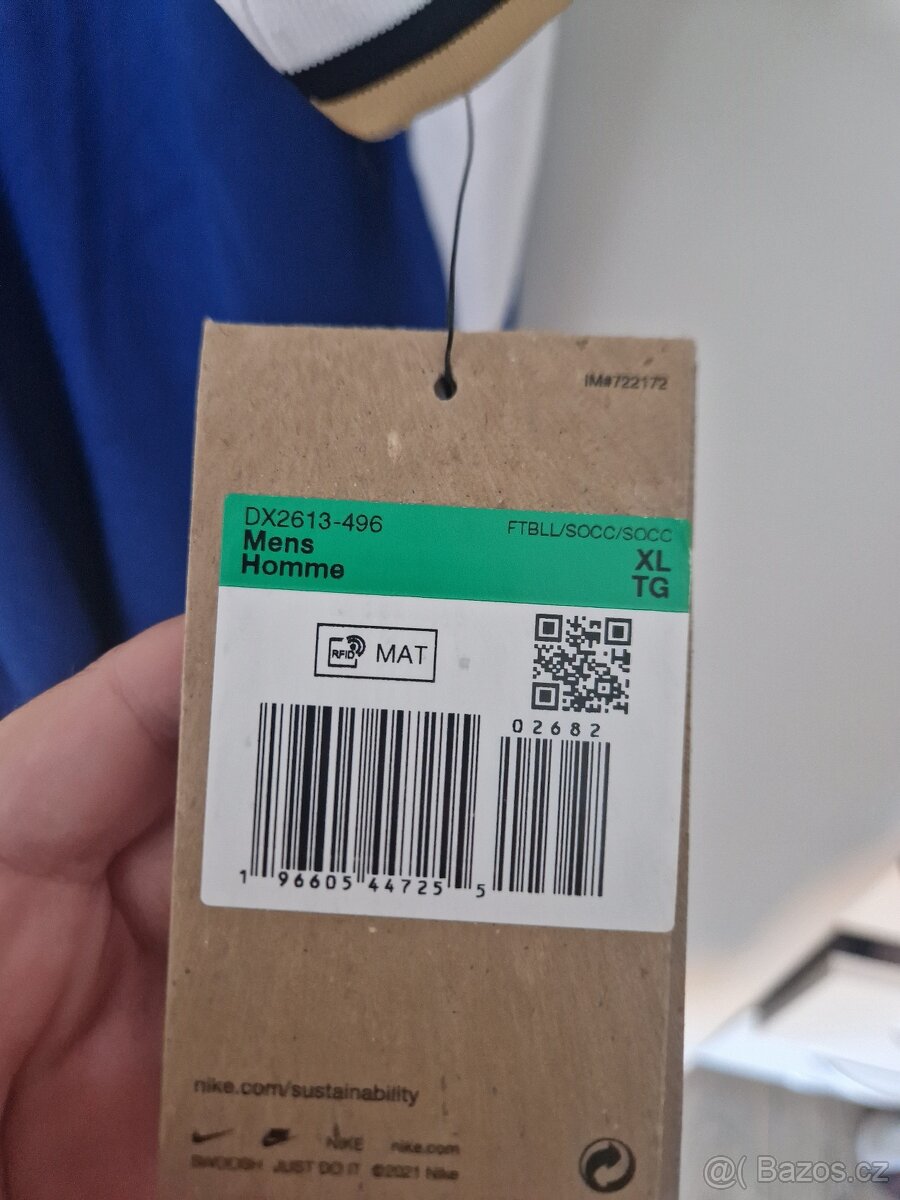 IM#722172
DX2613-496 FTBLL/SOCC/SOCC
Mens XL
Homme TG
RFID MAT
02682
1 96605 44725 5
nike.com/sustainability
NIKE nike.com
SWOOSH JUST DO IT ©2021 Nike
@( Bazos.cz